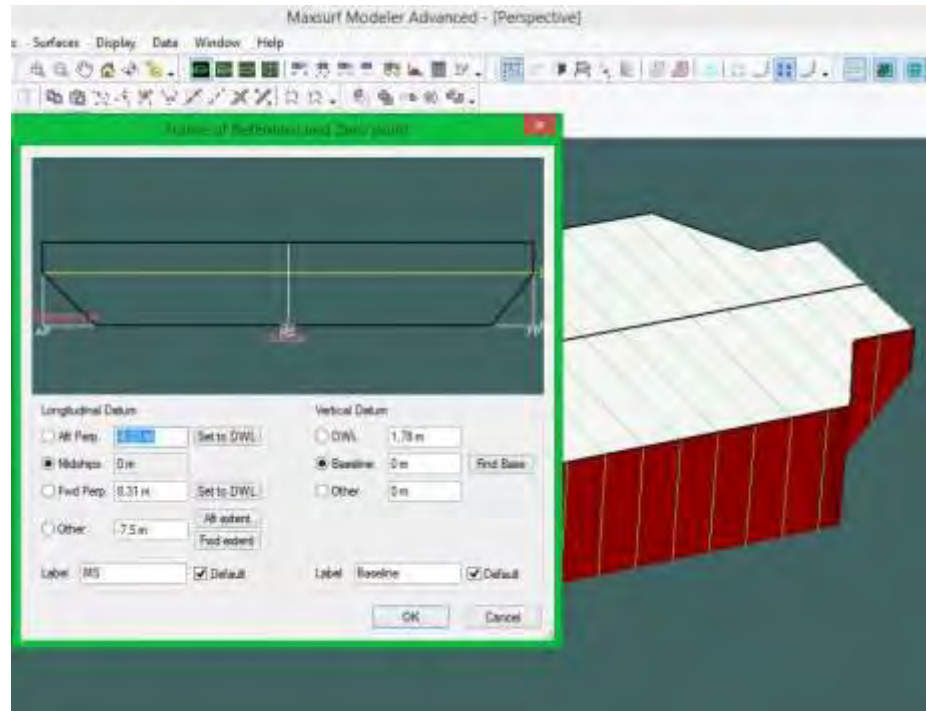 Maxsurf Modeler Advanced - [Perspective]
Surfaces Display Data Window Help
Frame of Reference and Zero point
Longitudinal Datum Vertical Datum
Aft Perp. Set to DWL DWL 1.78 m
Midships 0 m Baseline 0 m Find Base
Fwd Perp. 8.31 m Set to DWL Other 0 m
Other -7.5 m Aft extent
Fwd extent
Label MS Default Label Baseline Default
OK Cancel